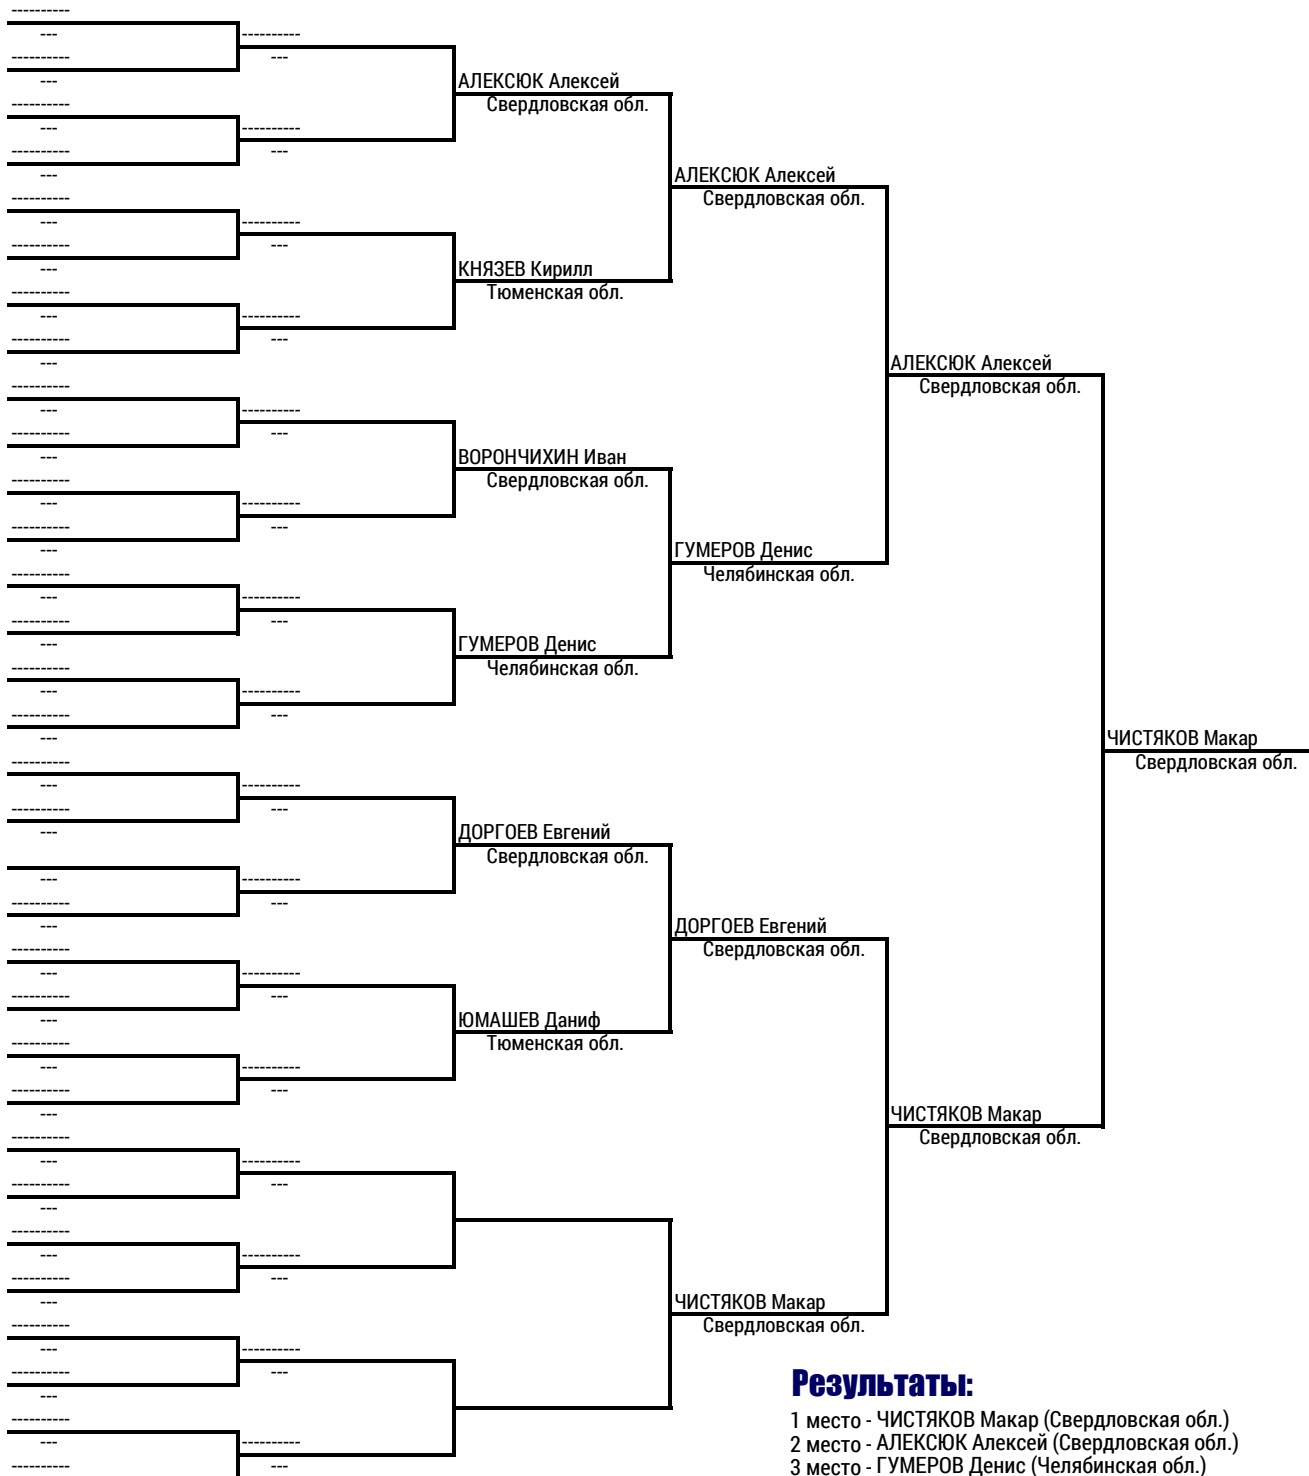 АЛЕКСЮК Алексей
Свердловская обл.
АЛЕКСЮК Алексей
Свердловская обл.
КНЯЗЕВ Кирилл
Тюменская обл.
АЛЕКСЮК Алексей
Свердловская обл.
ВОРОНЧИХИН Иван
Свердловская обл.
ГУМЕРОВ Денис
Челябинская обл.
ГУМЕРОВ Денис
Челябинская обл.
ЧИСТЯКОВ Макар
Свердловская обл.
ДОРГОЕВ Евгений
Свердловская обл.
ДОРГОЕВ Евгений
Свердловская обл.
ЮМАШЕВ Даниф
Тюменская обл.
ЧИСТЯКОВ Макар
Свердловская обл.
ЧИСТЯКОВ Макар
Свердловская обл.
Результаты:
1 место - ЧИСТЯКОВ Макар (Свердловская обл.)
2 место - АЛЕКСЮК Алексей (Свердловская обл.)
3 место - ГУМЕРОВ Денис (Челябинская обл.)